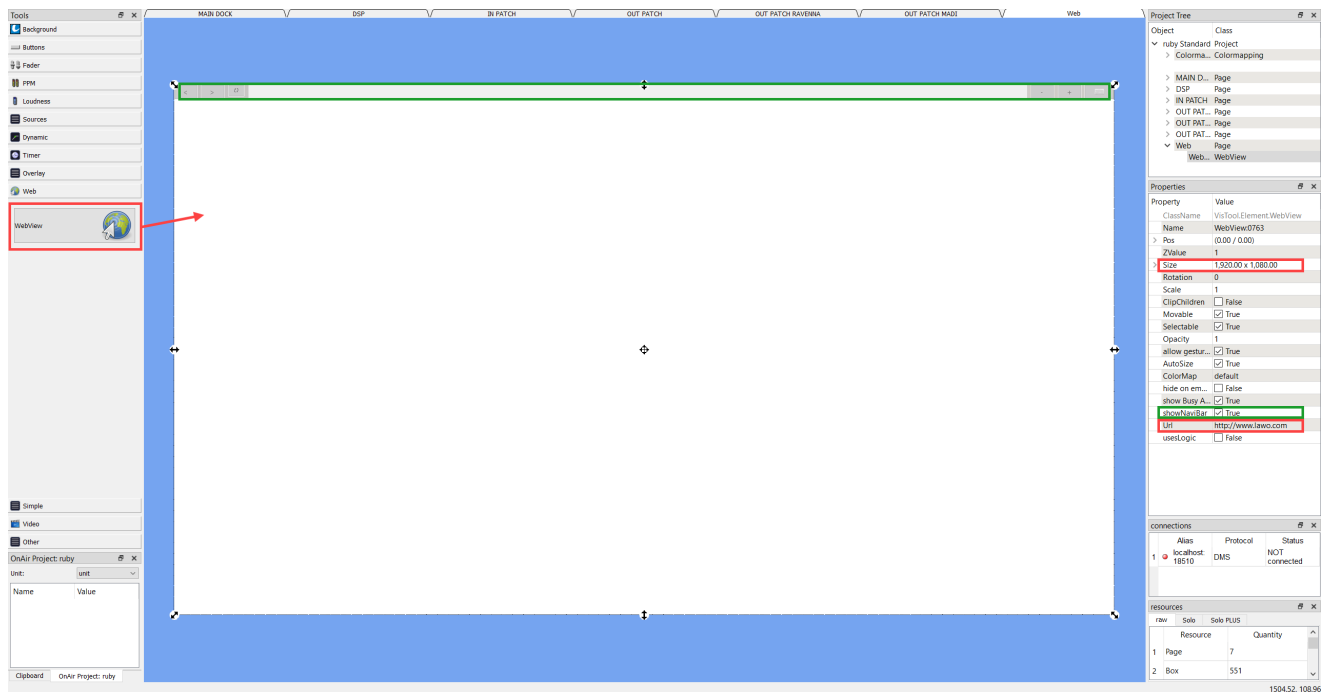 Tools
Background
Buttons
Fader
PPM
Loudness
Sources
Dynamic
Timer
Overlay
Web
WebView
Simple
Video
Other
OnAir Project: ruby
Unit: unit
Name Value
Clipboard OnAir Project: ruby
MAIN DOCK DSP IN PATCH OUT PATCH OUT PATCH RAVENNA OUT PATCH MADI Web
< > - +
Project Tree
Object Class
ruby Standard Project
Colorma... Colormapping
MAIN D... Page
DSP Page
IN PATCH Page
OUT PAT... Page
OUT PAT... Page
OUT PAT... Page
Web Page
Web... WebView
Properties
Property Value
ClassName VisTool.Element.WebView
Name WebView:0763
Pos (0.00 / 0.00)
ZValue 1
Size 1,920.00 x 1,080.00
Rotation 0
Scale 1
ClipChildren False
Movable True
Selectable True
Opacity 1
allow gestur... True
AutoSize True
ColorMap default
hide on em... False
show Busy A... True
showNaviBar True
Url http://www.lawo.com
usesLogic False
connections
Alias Protocol Status
1 localhost:18510 DMS NOT connected
resources
raw Solo Solo PLUS
Resource Quantity
1 Page 7
2 Box 551
1504.52, 108.96